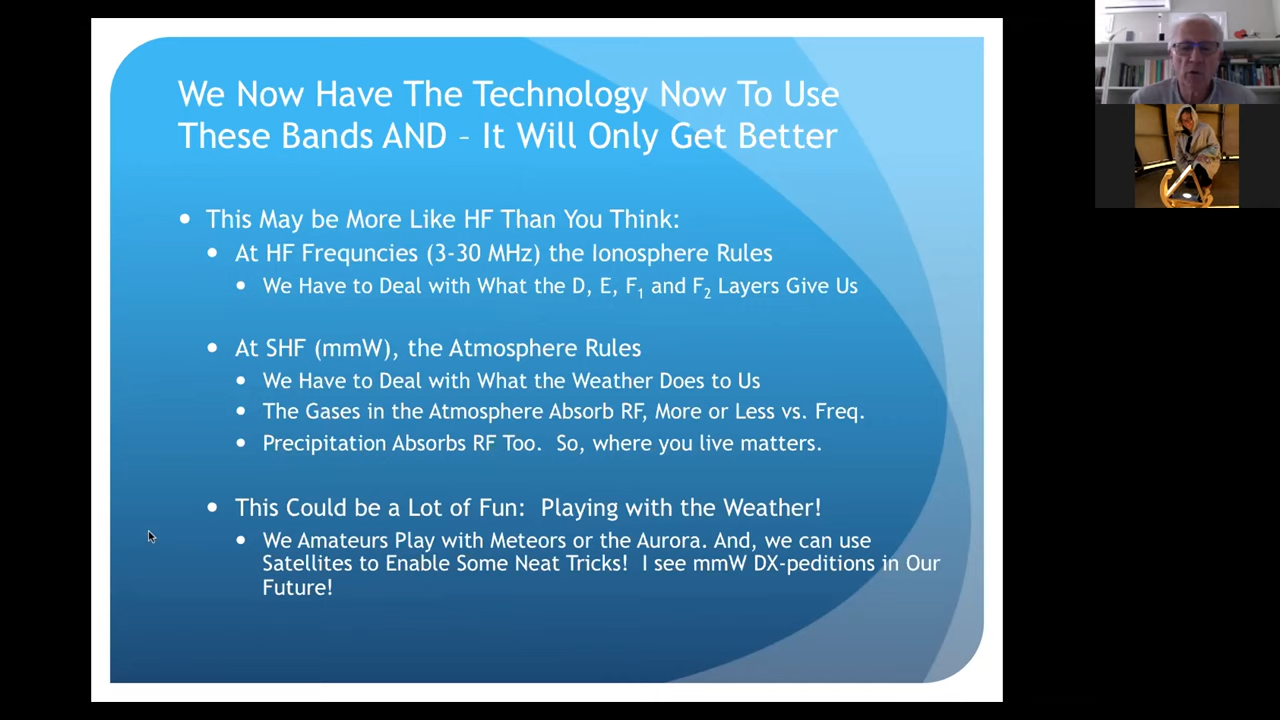 We Now Have The Technology Now To Use
These Bands AND – It Will Only Get Better
• This May be More Like HF Than You Think:
• At HF Frequncies (3-30 MHz) the Ionosphere Rules
• We Have to Deal with What the D, E, F₁ and F₂ Layers Give Us
• At SHF (mmW), the Atmosphere Rules
• We Have to Deal with What the Weather Does to Us
• The Gases in the Atmosphere Absorb RF, More or Less vs. Freq.
• Precipitation Absorbs RF Too.  So, where you live matters.
• This Could be a Lot of Fun:  Playing with the Weather!
• We Amateurs Play with Meteors or the Aurora. And, we can use
Satellites to Enable Some Neat Tricks!  I see mmW DX-peditions in Our
Future!